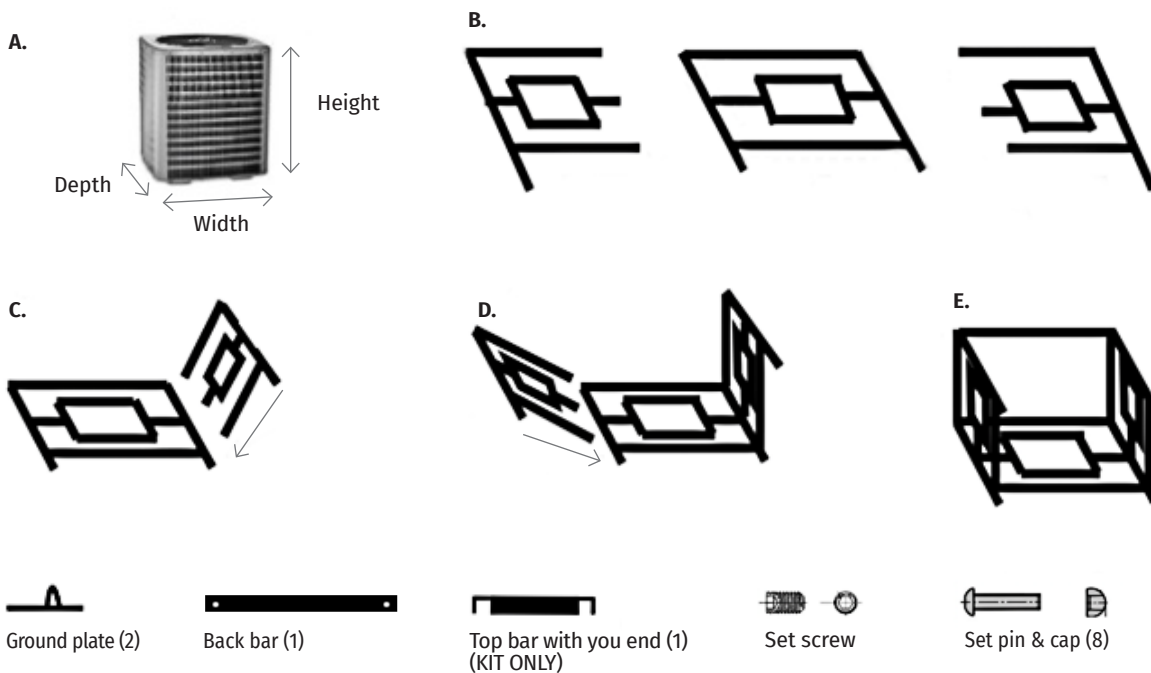 A.
B.
Height
Depth
Width
C.
D.
E.
Ground plate (2)
Back bar (1)
Top bar with you end (1)
(KIT ONLY)
Set screw
Set pin & cap (8)